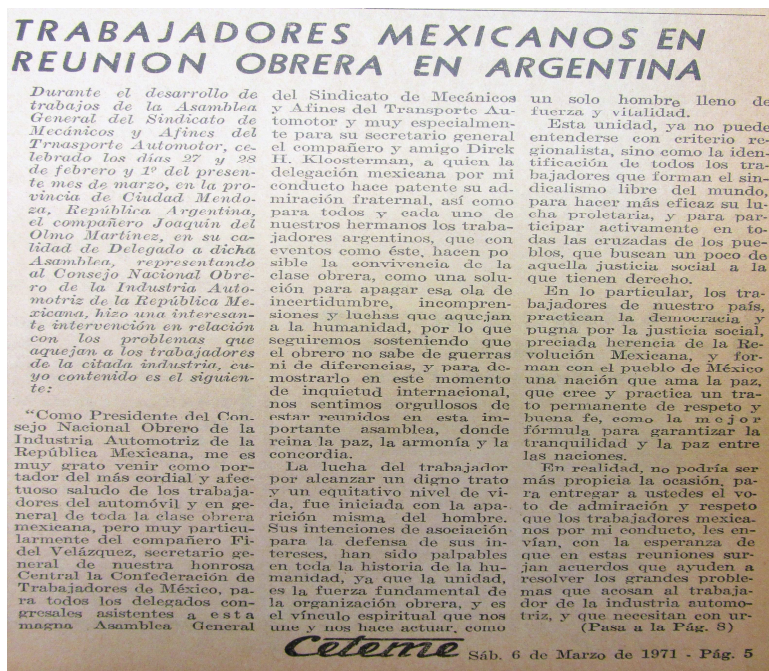 TRABAJADORES MEXICANOS EN
REUNION OBRERA EN ARGENTINA
Durante el desarrollo de
trabajos de la Asamblea
General del Sindicato de
Mecánicos y Afines del
Trnasporte Automotor, ce-
lebrado los días 27 y 28
de febrero y 1º del presen-
te mes de marzo, en la pro-
vincia de Ciudad Mendo-
za, República Argentina,
el compañero Joaquín del
Olmo Martínez, en su ca-
lidad de Delegado a dicha
Asamblea, representando
al Consejo Nacional Obre-
ro de la Industria Auto-
motriz de la República Me-
xicana, hizo una interesan-
te intervención en relación
con los problemas que
aquejan a los trabajadores
de la citada industria, cu-
yo contenido es el siguien-
te:
"Como Presidente del Con-
sejo Nacional Obrero de la
Industria Automotriz de la
República Mexicana, me es
muy grato venir como por-
tador del más cordial y afec-
tuoso saludo de los trabaja-
dores del automóvil y en ge-
neral de toda la clase obrera
mexicana, pero muy particu-
larmente del compañero Fi-
del Velázquez, secretario ge-
neral de nuestra honrosa
Central la Confederación de
Trabajadores de México, pa-
ra todos los delegados con-
gresales asistentes a esta
magna Asamblea General
del Sindicato de Mecánicos
y Afines del Transporte Au-
tomotor y muy especialmen-
te para su secretario general
el compañero y amigo Dirck
H. Kloosterman, a quien la
delegación mexicana por mi
conducto hace patente su ad-
miración fraternal, así como
para todos y cada uno de
nuestros hermanos los traba-
jadores argentinos, que con
eventos como éste, hacen po-
sible la convivencia de la
clase obrera, como una solu-
ción para apagar esa ola de
incertidumbre, incompren-
siones y luchas que aquejan
a la humanidad, por lo que
seguiremos sosteniendo que
el obrero no sabe de guerras
ni de diferencias, y para de-
mostrarlo en este momento
de inquietud internacional,
nos sentimos orgullosos de
estar reunidos en esta im-
portante asamblea, donde
reina la paz, la armonía y la
concordia.
La lucha del trabajador
por alcanzar un digno trato
y un equitativo nivel de vi-
da, fue iniciada con la apa-
rición misma del hombre.
Sus intenciones de asociación
para la defensa de sus in-
tereses, han sido palpables
en toda la historia de la hu-
manidad, ya que la unidad,
es la fuerza fundamental de
la organización obrera, y es
el vínculo espiritual que nos
une y nos hace actuar, como
un solo hombre lleno de
fuerza y vitalidad.
Esta unidad, ya no puede
entenderse con criterio re-
gionalista, sino como la iden-
tificación de todos los tra-
bajadores que forman el sin-
dicalismo libre del mundo,
para hacer más eficaz su lu-
cha proletaria, y para par-
ticipar activamente en to-
das las cruzadas de los pue-
blos, que buscan un poco de
aquella justicia social a la
que tienen derecho.
En lo particular, los tra-
bajadores de nuestro país,
practican la democracia y
pugna por la justicia social,
preciada herencia de la Re-
volución Mexicana, y for-
man con el pueblo de México
una nación que ama la paz,
que cree y practica un tra-
to permanente de respeto y
buena fe, como la mejor
fórmula para garantizar la
tranquilidad y la paz entre
las naciones.
En realidad, no podría ser
más propicia la ocasión, pa-
ra entregar a ustedes el vo-
to de admiración y respeto
que los trabajadores mexica-
nos por mi conducto, les en-
vían, con la esperanza de
que en estas reuniones sur-
jan acuerdos que ayuden a
resolver los grandes proble-
mas que acosan al trabaja-
dor de la industria automo-
triz, y que necesitan con ur-
(Pasa a la Pág. 8)
Ceteme Sáb. 6 de Marzo de 1971 - Pág. 5